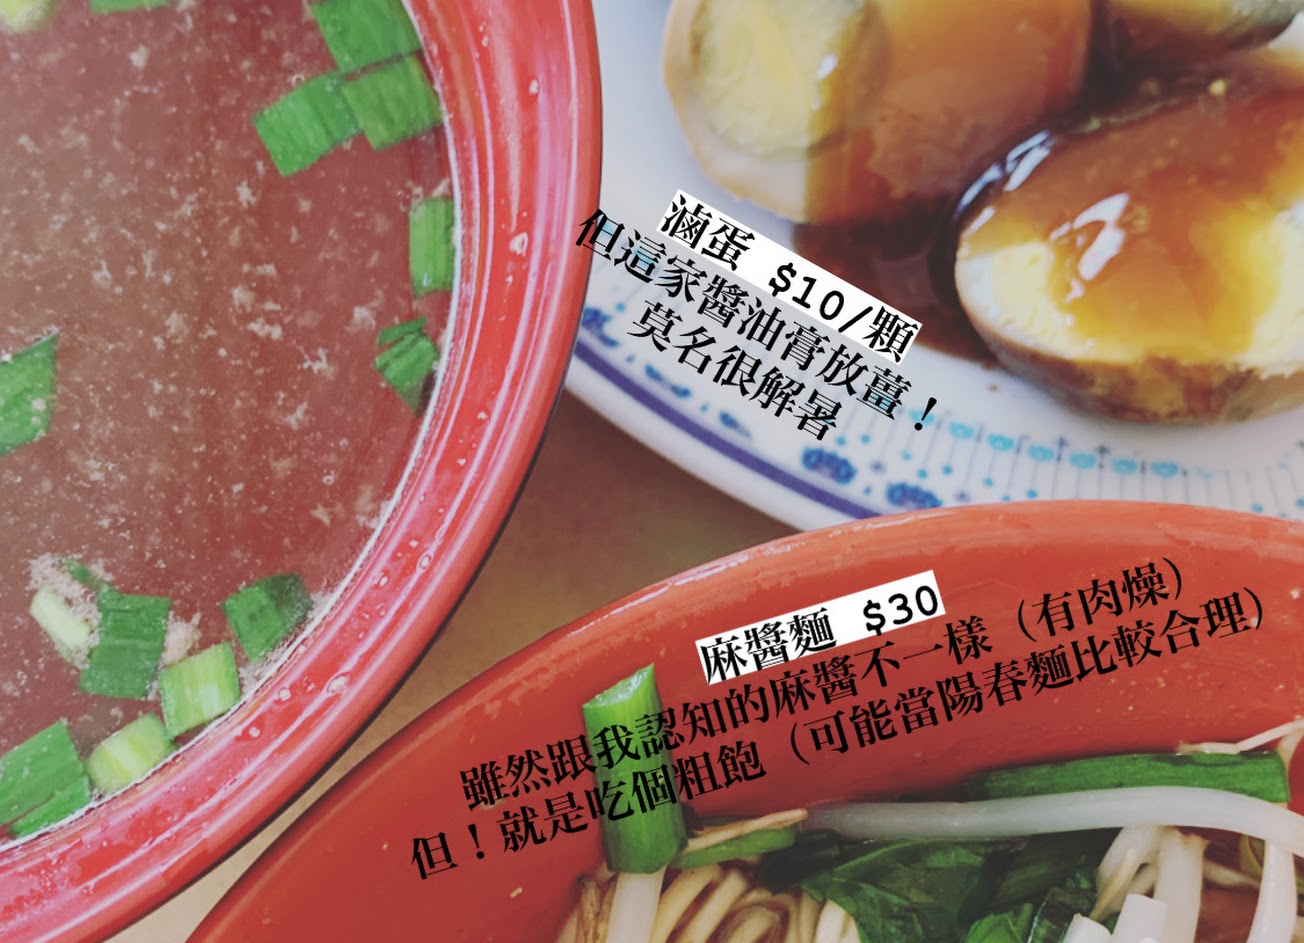 滷蛋 $10/顆
但這家醬油膏放薑！
莫名很解暑
麻醬麵 $30
雖然跟我認知的麻醬不一樣（有肉燥）
但！就是吃個粗飽（可能當陽春麵比較合理）